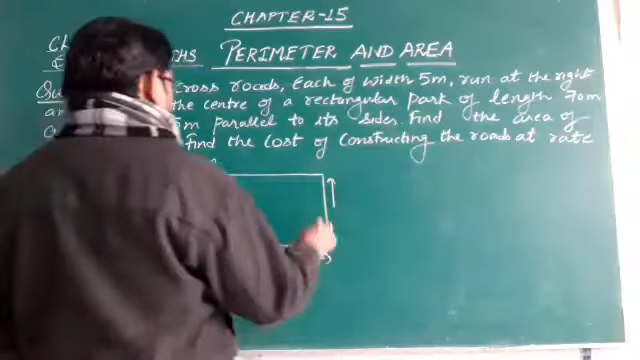 CHAPTER-15
PERIMETER AND AREA
Cross roads, Each of width 5m, run at the right
the centre of a rectangular park of length 70m
5m parallel to its sides. Find the area of
Find the cost of constructing the roads at rate